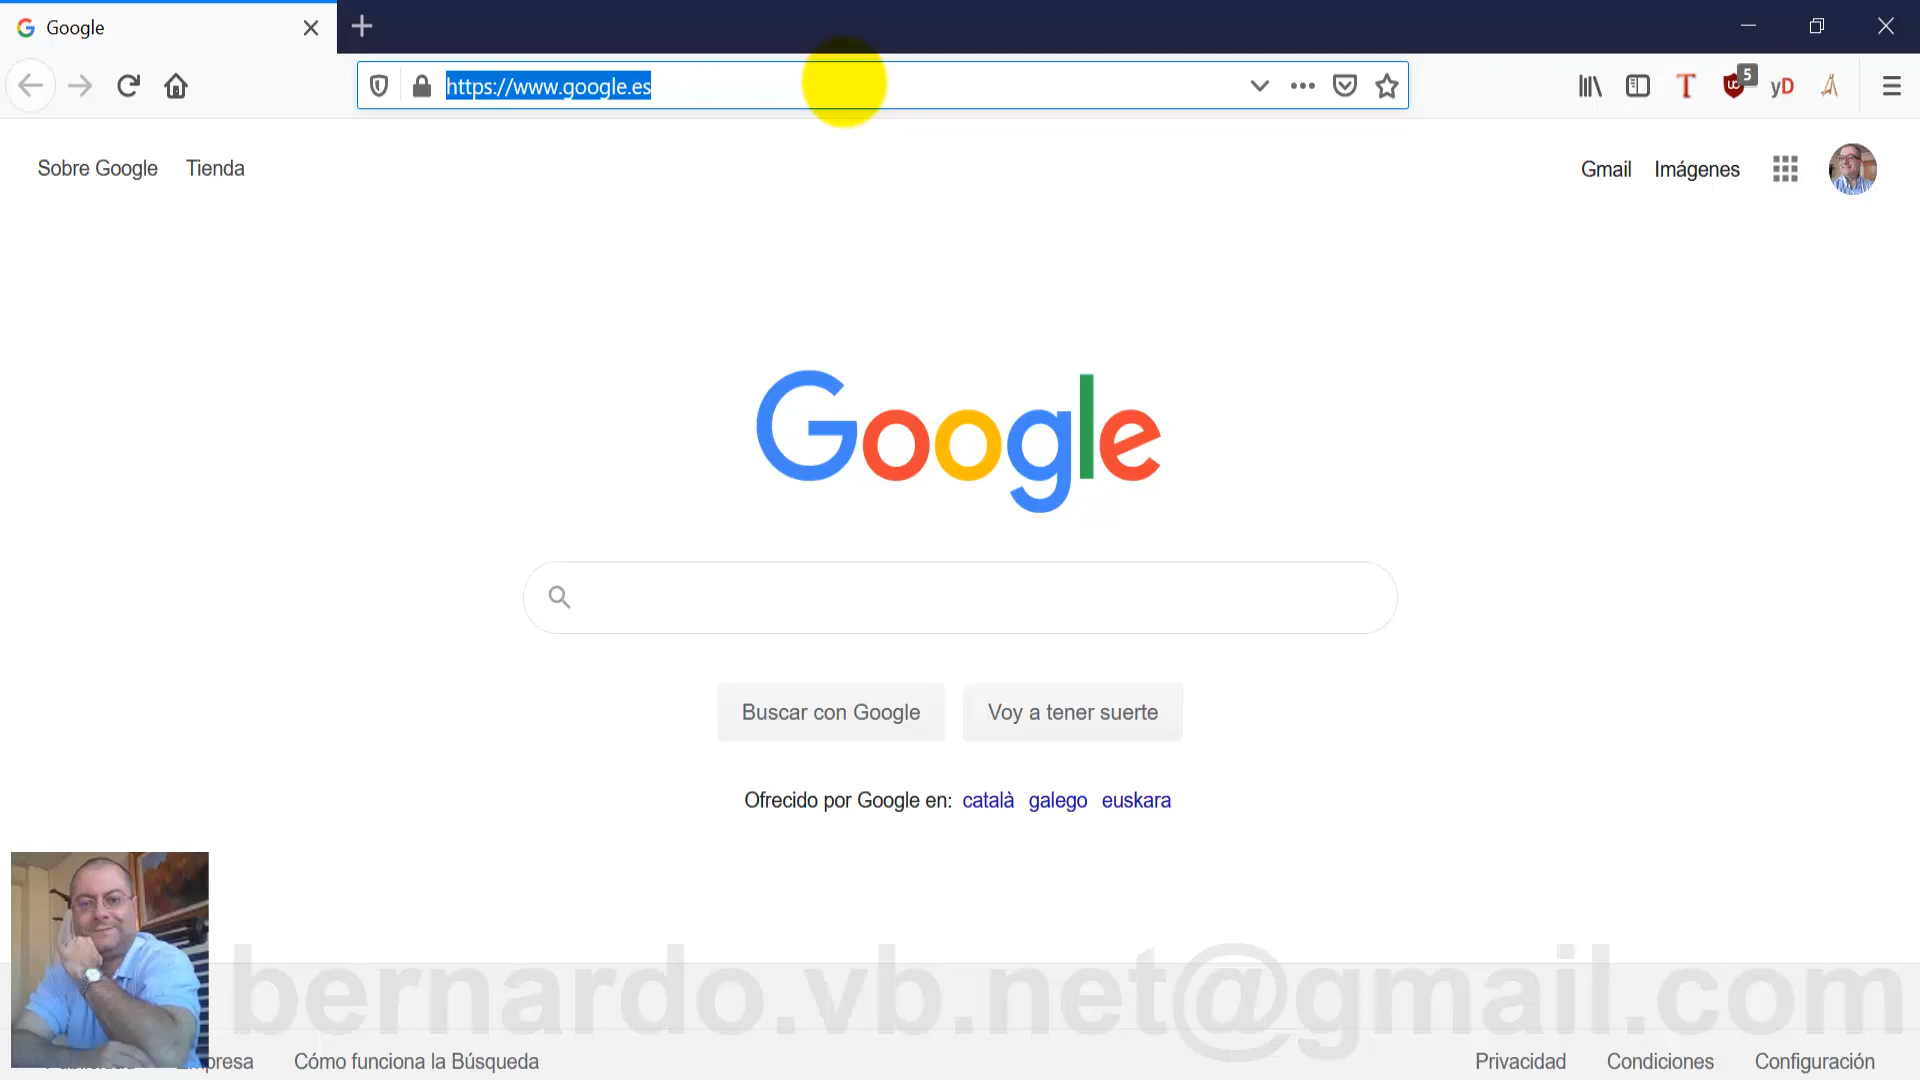 Google
https://www.google.es
5
yD
Sobre Google Tienda
Gmail Imágenes
Google
Buscar con Google Voy a tener suerte
Ofrecido por Google en: català galego euskara
bernardo.vb.net@gmail.com
Cómo funciona la Búsqueda
Privacidad Condiciones Configuración